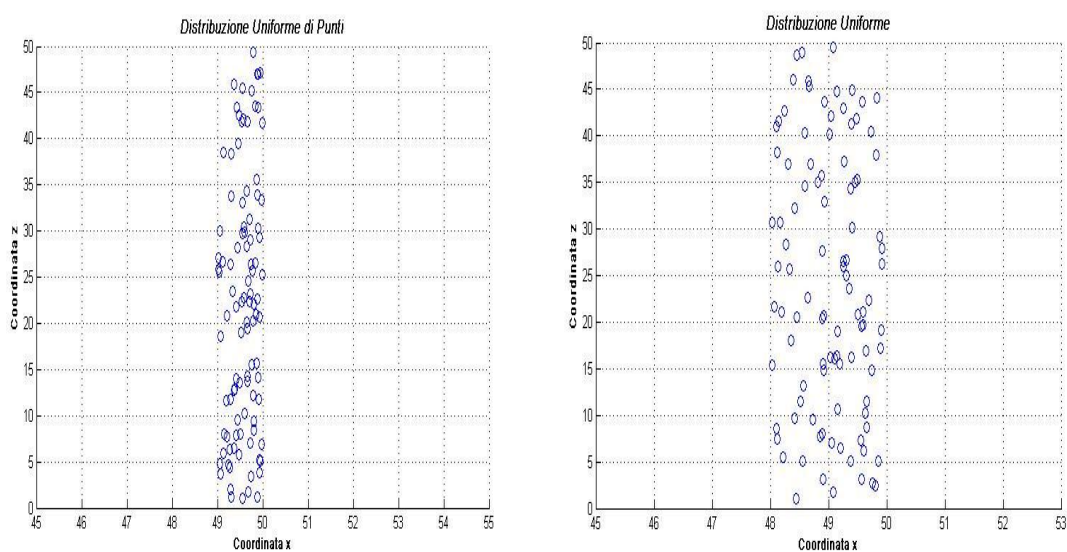 Distribuzione Uniforme di Punti
50
45
40
35
30
25
20
15
10
5
0
Coordinata z
45 46 47 48 49 50 51 52 53 54 55
Coordinata x
Distribuzione Uniforme
50
45
40
35
30
25
20
15
10
5
0
Coordinata z
45 46 47 48 49 50 51 52 53
Coordinata x